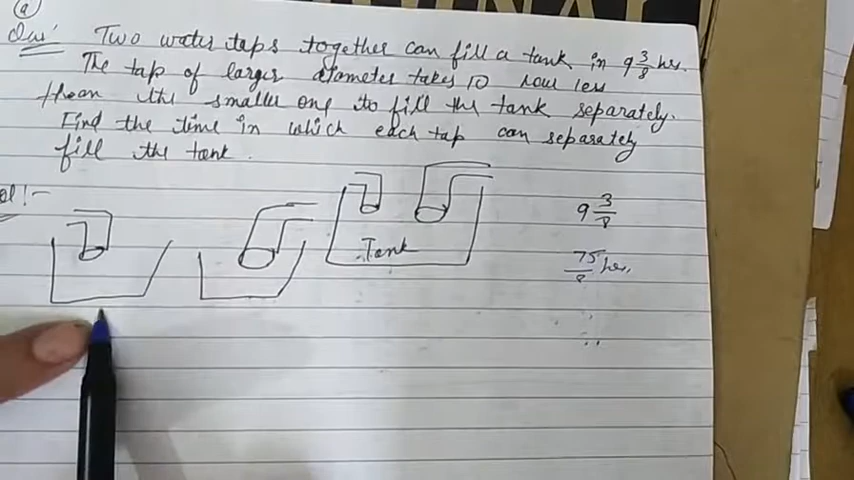 (a)
Que:- Two water taps together can fill a tank in 9 3/8 hrs.
The tap of larger diameter takes 10 hour less
than the smaller one to fill the tank separately.
Find the time in which each tap can separately
fill the tank.
ol:-
Tank
9 3/8
75/8 hrs.